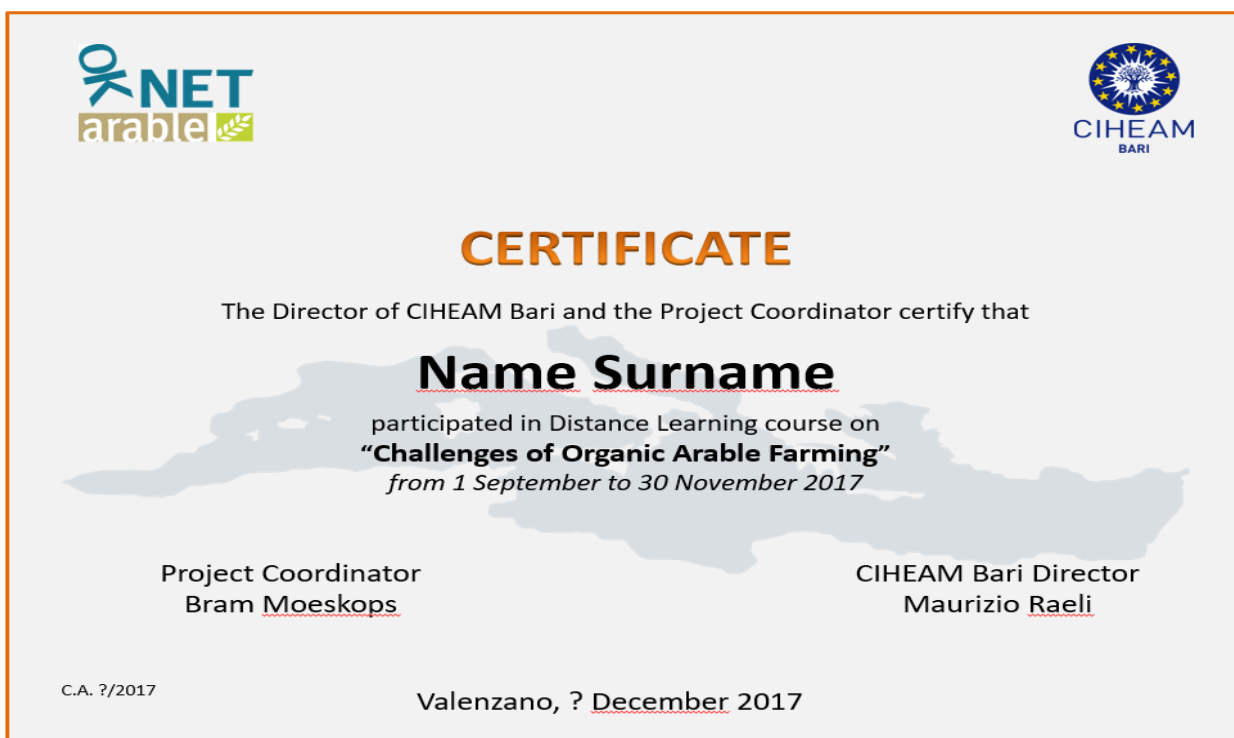 OK NET
arable
CIHEAM
BARI
CERTIFICATE
The Director of CIHEAM Bari and the Project Coordinator certify that
Name Surname
participated in Distance Learning course on
“Challenges of Organic Arable Farming”
from 1 September to 30 November 2017
Project Coordinator
Bram Moeskops
CIHEAM Bari Director
Maurizio Raeli
C.A. ?/2017
Valenzano, ? December 2017